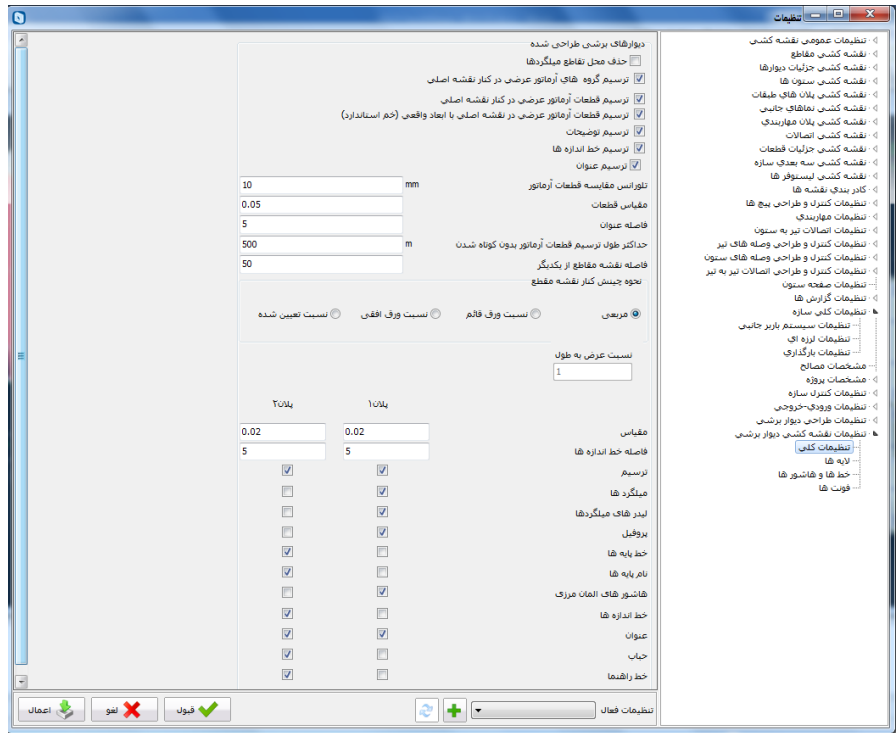 تنظیمات
تنظیمات عمومی نقشه کشی
نقشه کشی مقاطع
نقشه کشی جزئیات دیوارها
نقشه کشی ستون ها
نقشه کشی پلان های طبقات
نقشه کشی نماهای جانبی
نقشه کشی پلان مهاربندی
نقشه کشی اتصالات
نقشه کشی جزئیات قطعات
نقشه کشی سه بعدی سازه
نقشه کشی لیستوفر ها
کادر بندی نقشه ها
تنظیمات کنترل و طراحی پیچ ها
تنظیمات مهاربندی
تنظیمات اتصالات تیر به ستون
تنظیمات کنترل و طراحی وصله های تیر
تنظیمات کنترل و طراحی وصله های ستون
تنظیمات کنترل و طراحی اتصالات تیر به تیر
تنظیمات صفحه ستون
تنظیمات گزارش ها
تنظیمات کلی سازه
تنظیمات سیستم باربر جانبی
تنظیمات لرزه ای
تنظیمات بارگذاری
مشخصات مصالح
مشخصات پروژه
تنظیمات کنترل سازه
تنظیمات ورودی-خروجی
تنظیمات طراحی دیوار برشی
تنظیمات نقشه کشی دیوار برشی
تنظیمات کلی
لایه ها
خط ها و هاشور ها
فونت ها
دیوارهای برشی طراحی شده
حذف محل تقاطع میلگردها
ترسیم گروه های آرماتور عرضی در کنار نقشه اصلی
ترسیم قطعات آرماتور عرضی در کنار نقشه اصلی
ترسیم قطعات آرماتور عرضی در نقشه اصلی با ابعاد واقعی (خم استاندارد)
ترسیم توضیحات
ترسیم خط اندازه ها
ترسیم عنوان
تلورانس مقایسه قطعات آرماتور mm 10
مقیاس قطعات 0.05
فاصله عنوان 5
حداکثر طول ترسیم قطعات آرماتور بدون کوتاه شدن m 500
فاصله نقشه مقاطع از یکدیگر 50
نحوه چینش کنار نقشه مقطع
مربعی نسبت ورق قائم نسبت ورق افقی نسبت تعیین شده
نسبت عرض به طول
1
پلان۱ پلان۲
مقیاس 0.02 0.02
فاصله خط اندازه ها 5 5
ترسیم
میلگرد ها
لیدر های میلگردها
پروفیل
خط پایه ها
نام پایه ها
هاشور های المان مرزی
خط اندازه ها
عنوان
حباب
خط راهنما
تنظیمات فعال قبول لغو اعمال